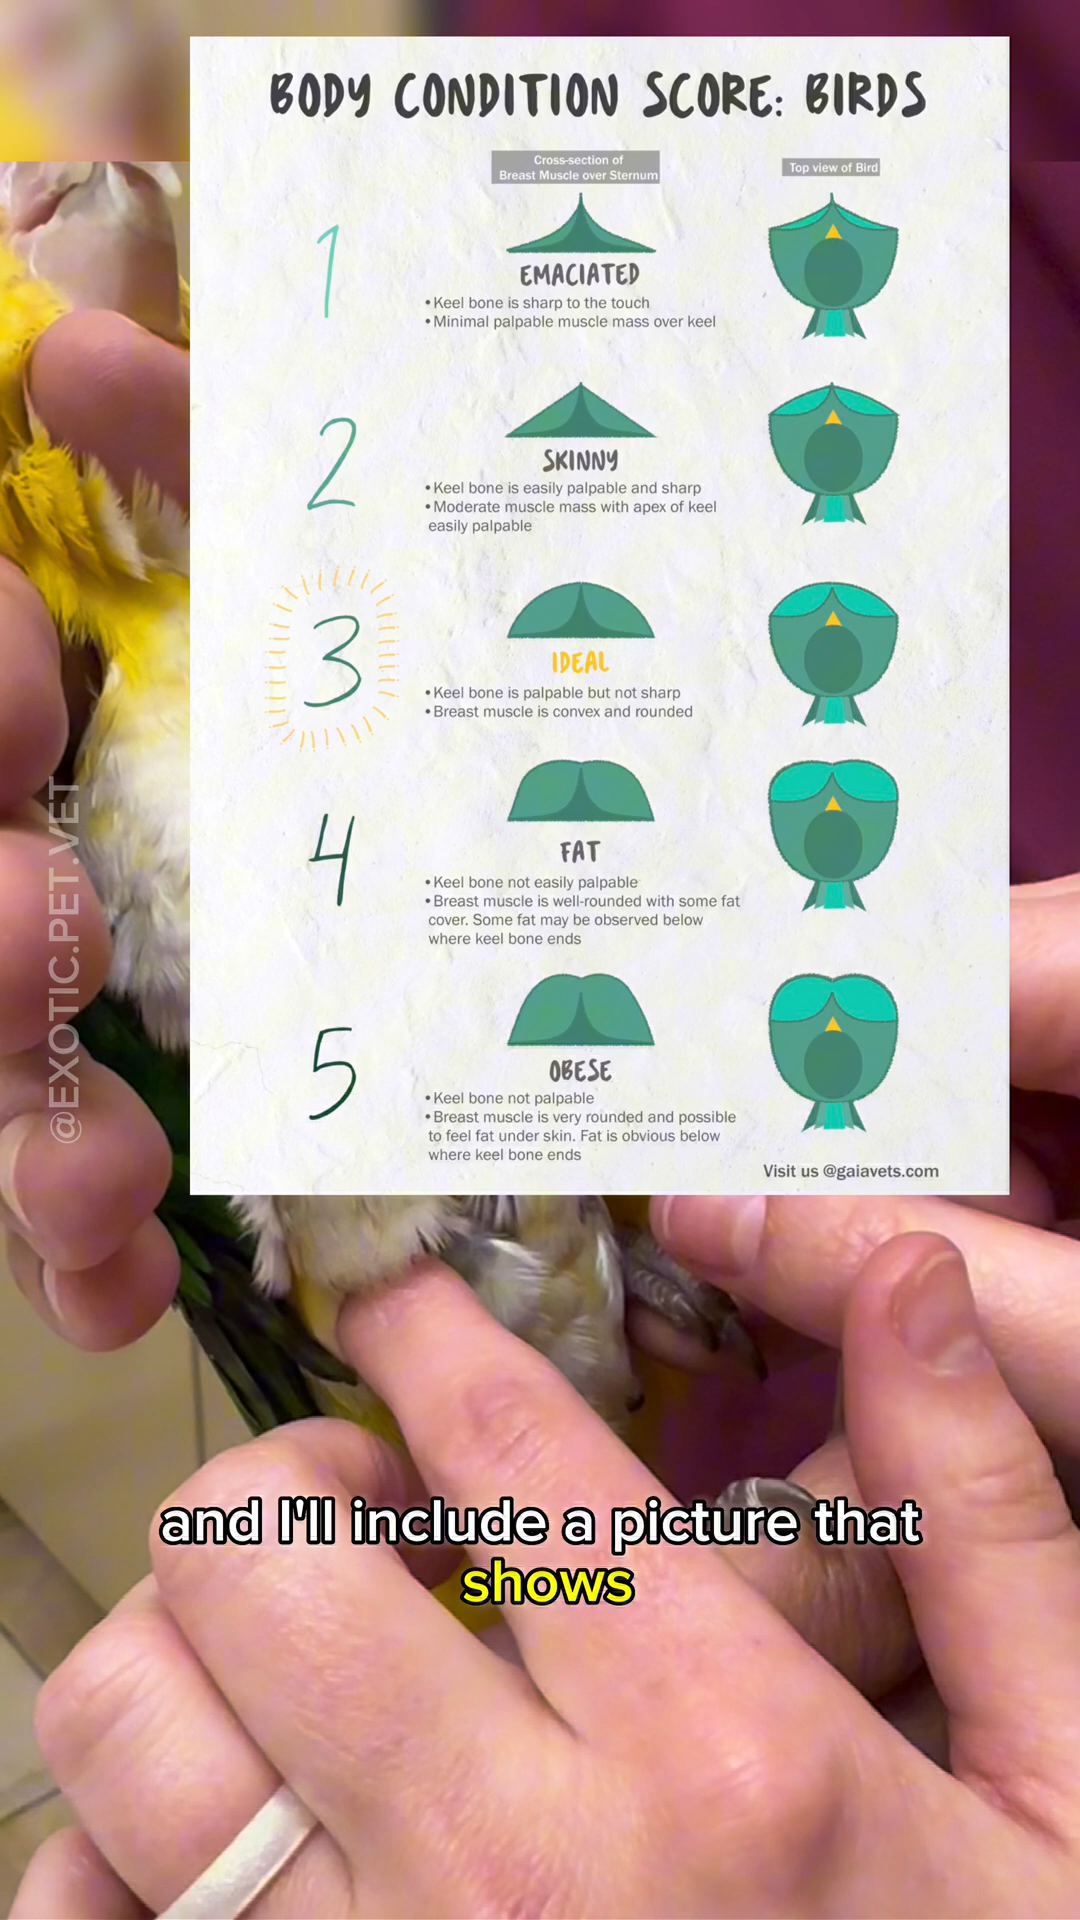 BODY CONDITION SCORE: BIRDS
Cross-section of
Breast Muscle over Sternum
Top view of Bird
1
EMACIATED
•Keel bone is sharp to the touch
•Minimal palpable muscle mass over keel
2
SKINNY
•Keel bone is easily palpable and sharp
•Moderate muscle mass with apex of keel
easily palpable
3
IDEAL
•Keel bone is palpable but not sharp
•Breast muscle is convex and rounded
4
FAT
•Keel bone not easily palpable
•Breast muscle is well-rounded with some fat
cover. Some fat may be observed below
where keel bone ends
5
OBESE
•Keel bone not palpable
•Breast muscle is very rounded and possible
to feel fat under skin. Fat is obvious below
where keel bone ends
Visit us @gaiavets.com
@EXOTIC.PET.VET
and I'll include a picture that
shows